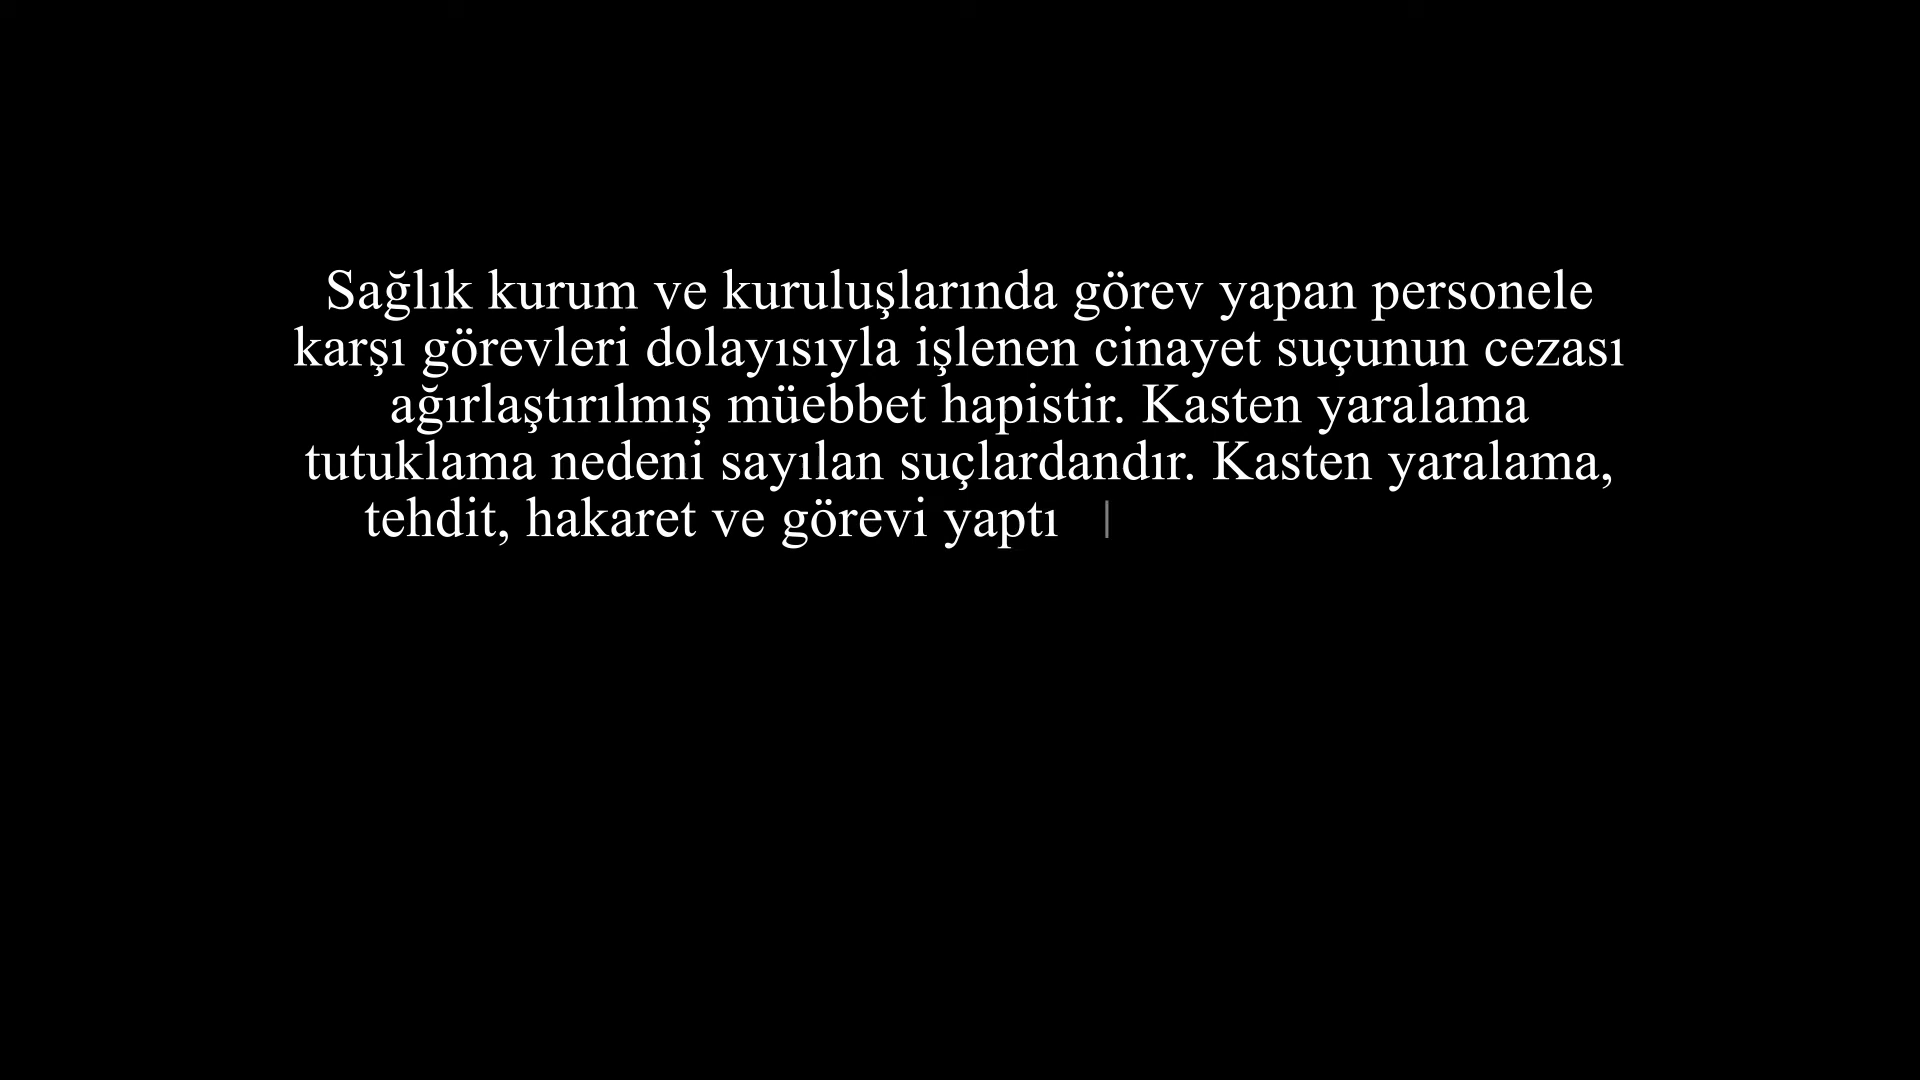 Sağlık kurum ve kuruluşlarında görev yapan personele
karşı görevleri dolayısıyla işlenen cinayet suçunun cezası
ağırlaştırılmış müebbet hapistir. Kasten yaralama
tutuklama nedeni sayılan suçlardandır. Kasten yaralama,
tehdit, hakaret ve görevi yaptı